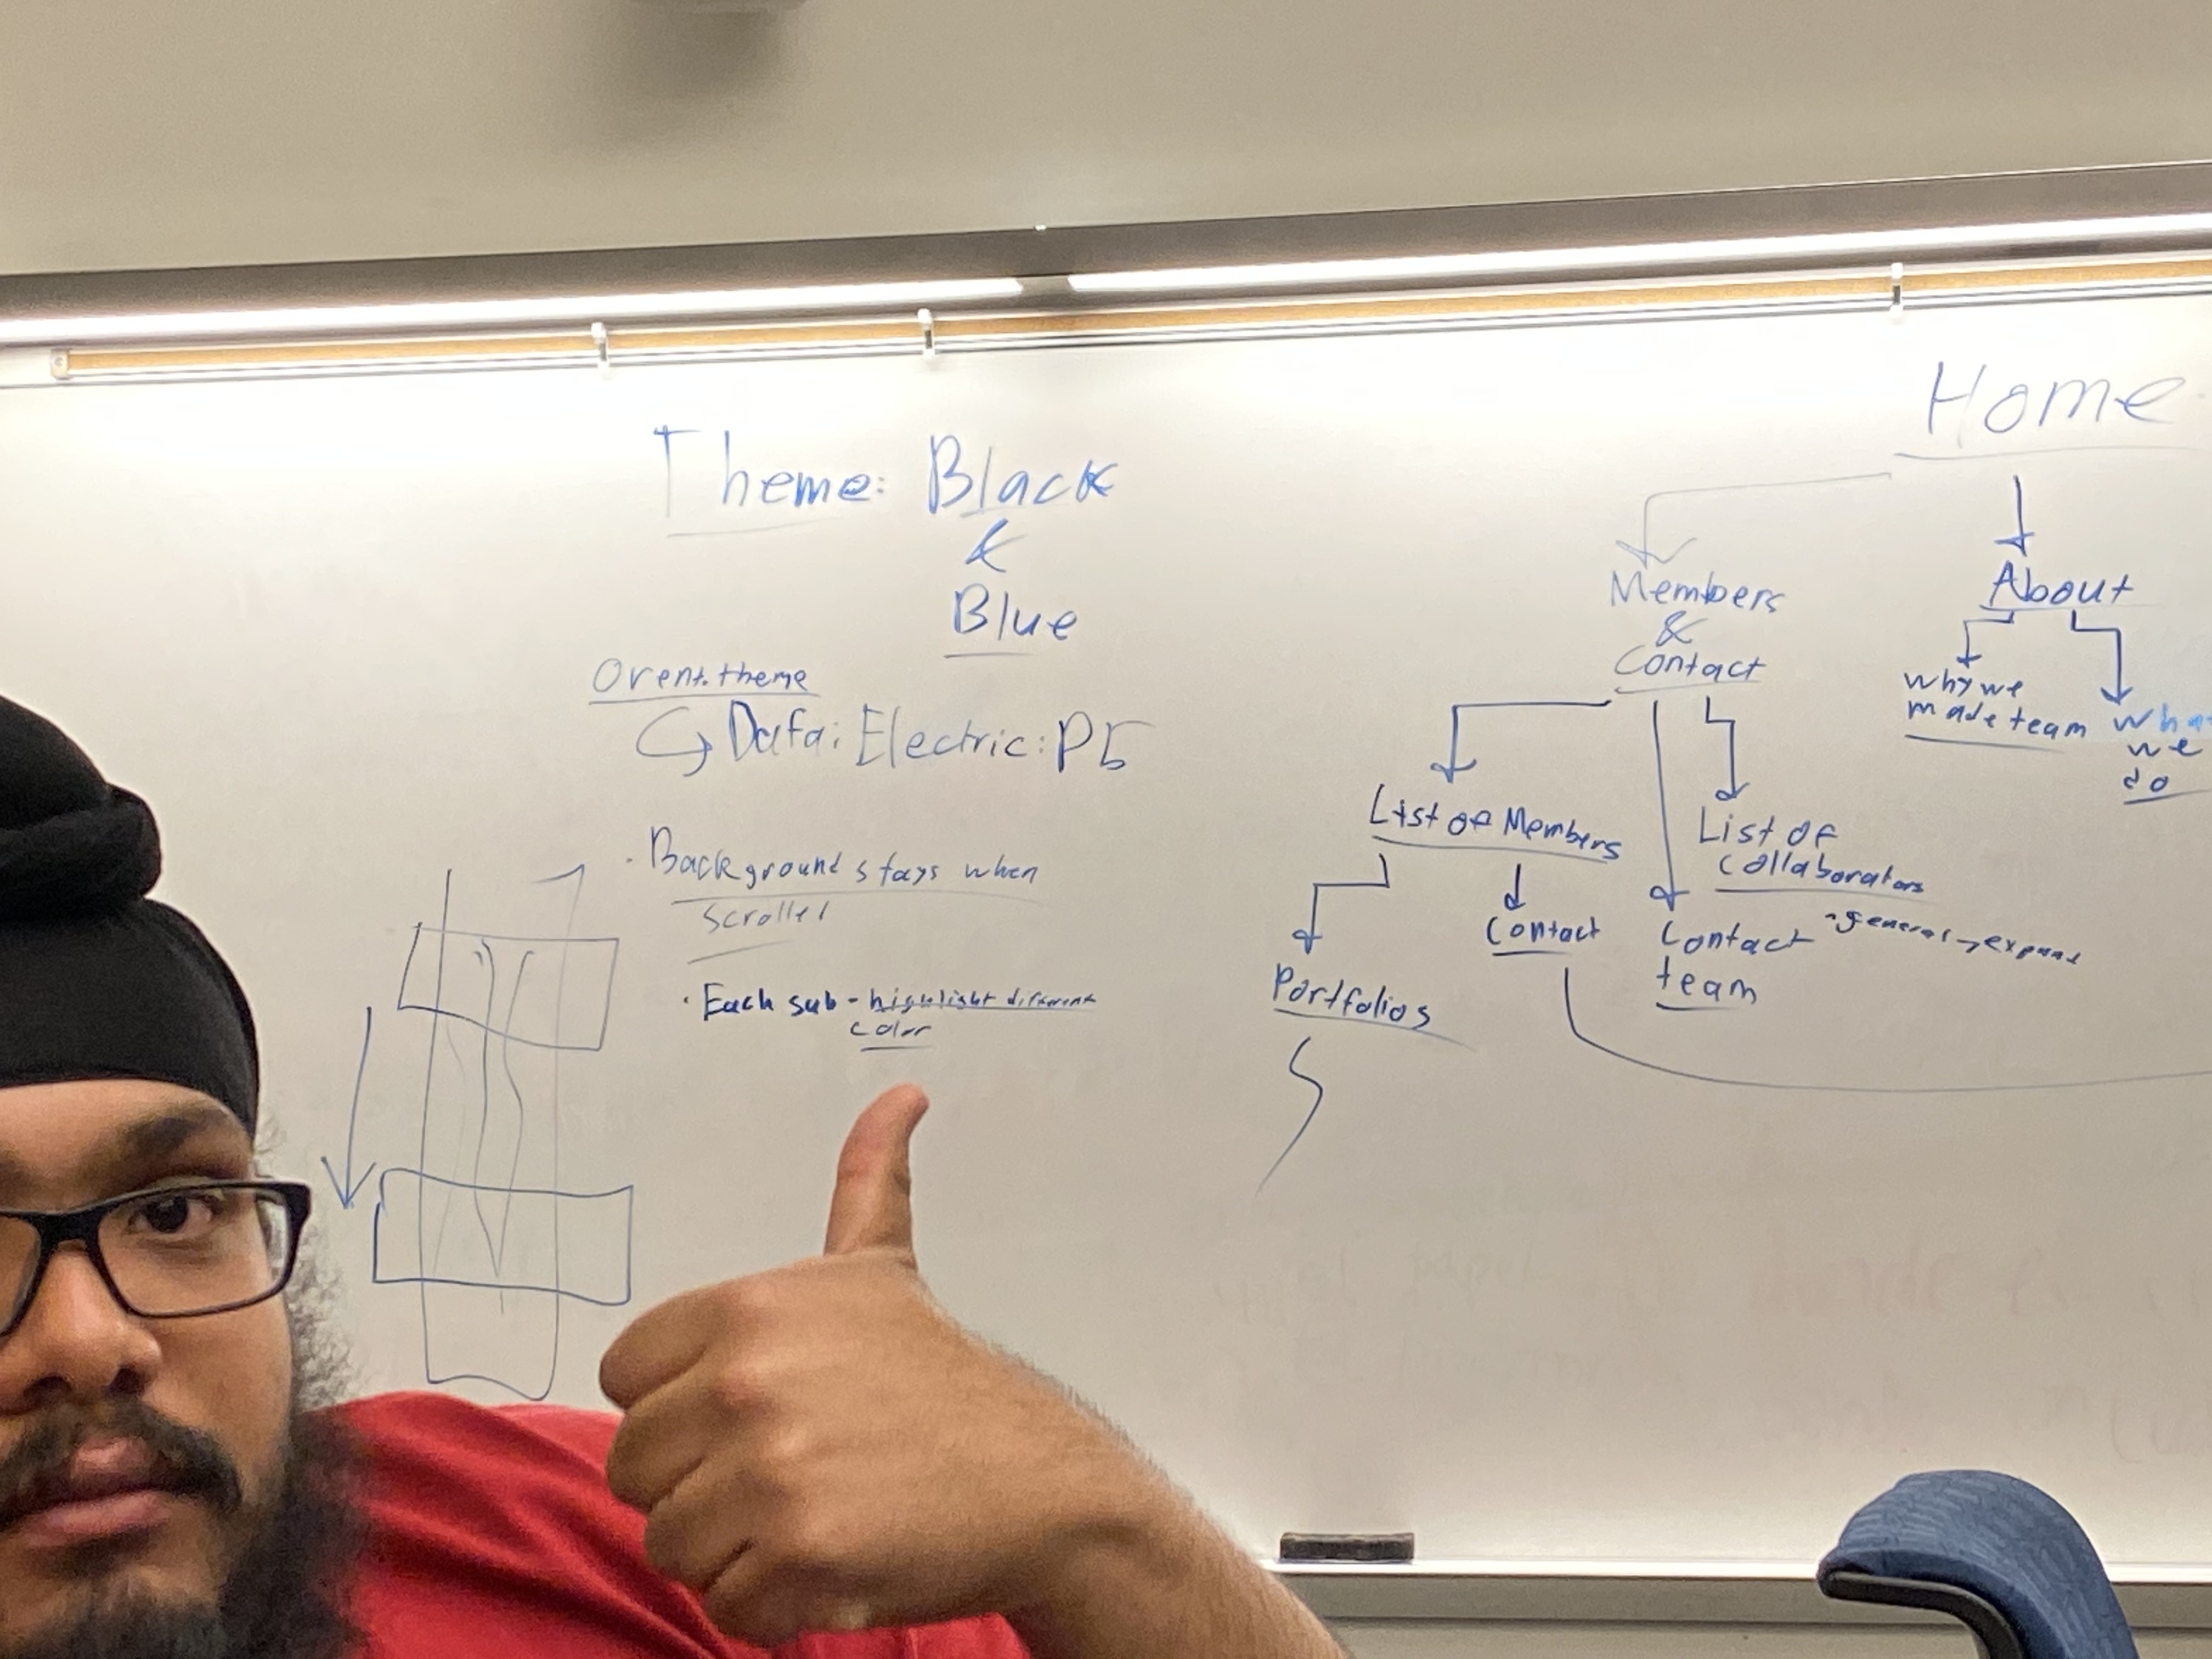 Theme: Black
&
Blue
Orent. theme
Data: Electric: P5
• Background stays when
scrolled
• Each sub - highlight different
color
Home
Members
&
Contact
About
why we
made team
What
we
do
List of Members
List of
collaborators
Contact
Contact - general → expand
team
Portfolios